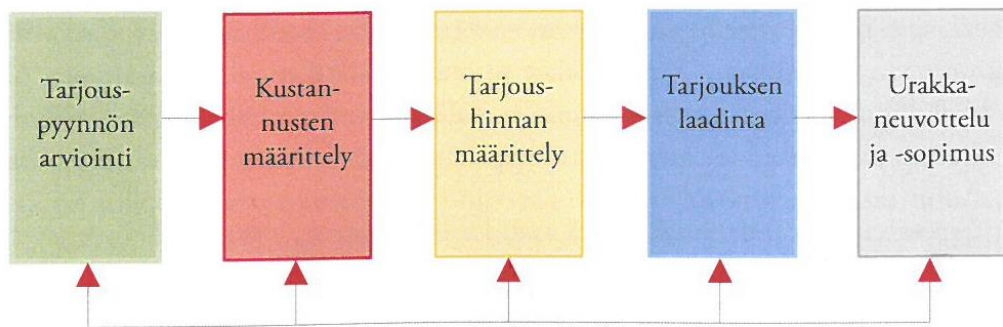 Tarjous-
pyynnön
arviointi
Kustan-
nusten
määrittely
Tarjous-
hinnan
määrittely
Tarjouksen
laadinta
Urakka-
neuvottelu
ja -sopimus